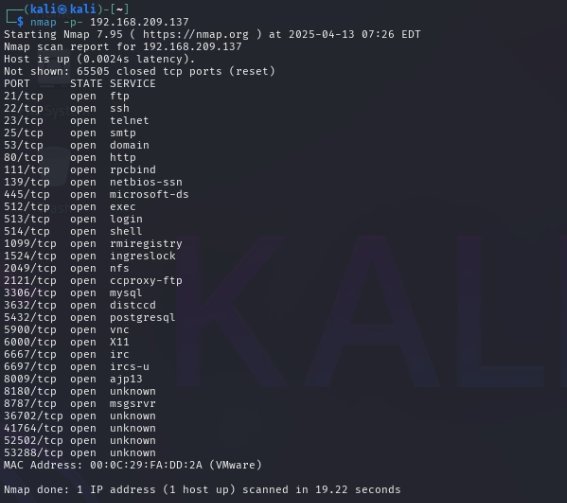 ┌──(kali㉿kali)-[~]
└─$ nmap -p- 192.168.209.137
Starting Nmap 7.95 ( https://nmap.org ) at 2025-04-13 07:26 EDT
Nmap scan report for 192.168.209.137
Host is up (0.0024s latency).
Not shown: 65505 closed tcp ports (reset)
PORT      STATE SERVICE
21/tcp    open  ftp
22/tcp    open  ssh
23/tcp    open  telnet
25/tcp    open  smtp
53/tcp    open  domain
80/tcp    open  http
111/tcp   open  rpcbind
139/tcp   open  netbios-ssn
445/tcp   open  microsoft-ds
512/tcp   open  exec
513/tcp   open  login
514/tcp   open  shell
1099/tcp  open  rmiregistry
1524/tcp  open  ingreslock
2049/tcp  open  nfs
2121/tcp  open  ccproxy-ftp
3306/tcp  open  mysql
3632/tcp  open  distccd
5432/tcp  open  postgresql
5900/tcp  open  vnc
6000/tcp  open  X11
6667/tcp  open  irc
6697/tcp  open  ircs-u
8009/tcp  open  ajp13
8180/tcp  open  unknown
8787/tcp  open  msgsrvr
36702/tcp open  unknown
41764/tcp open  unknown
52502/tcp open  unknown
53288/tcp open  unknown
MAC Address: 00:0C:29:FA:DD:2A (VMware)
Nmap done: 1 IP address (1 host up) scanned in 19.22 seconds
KALI